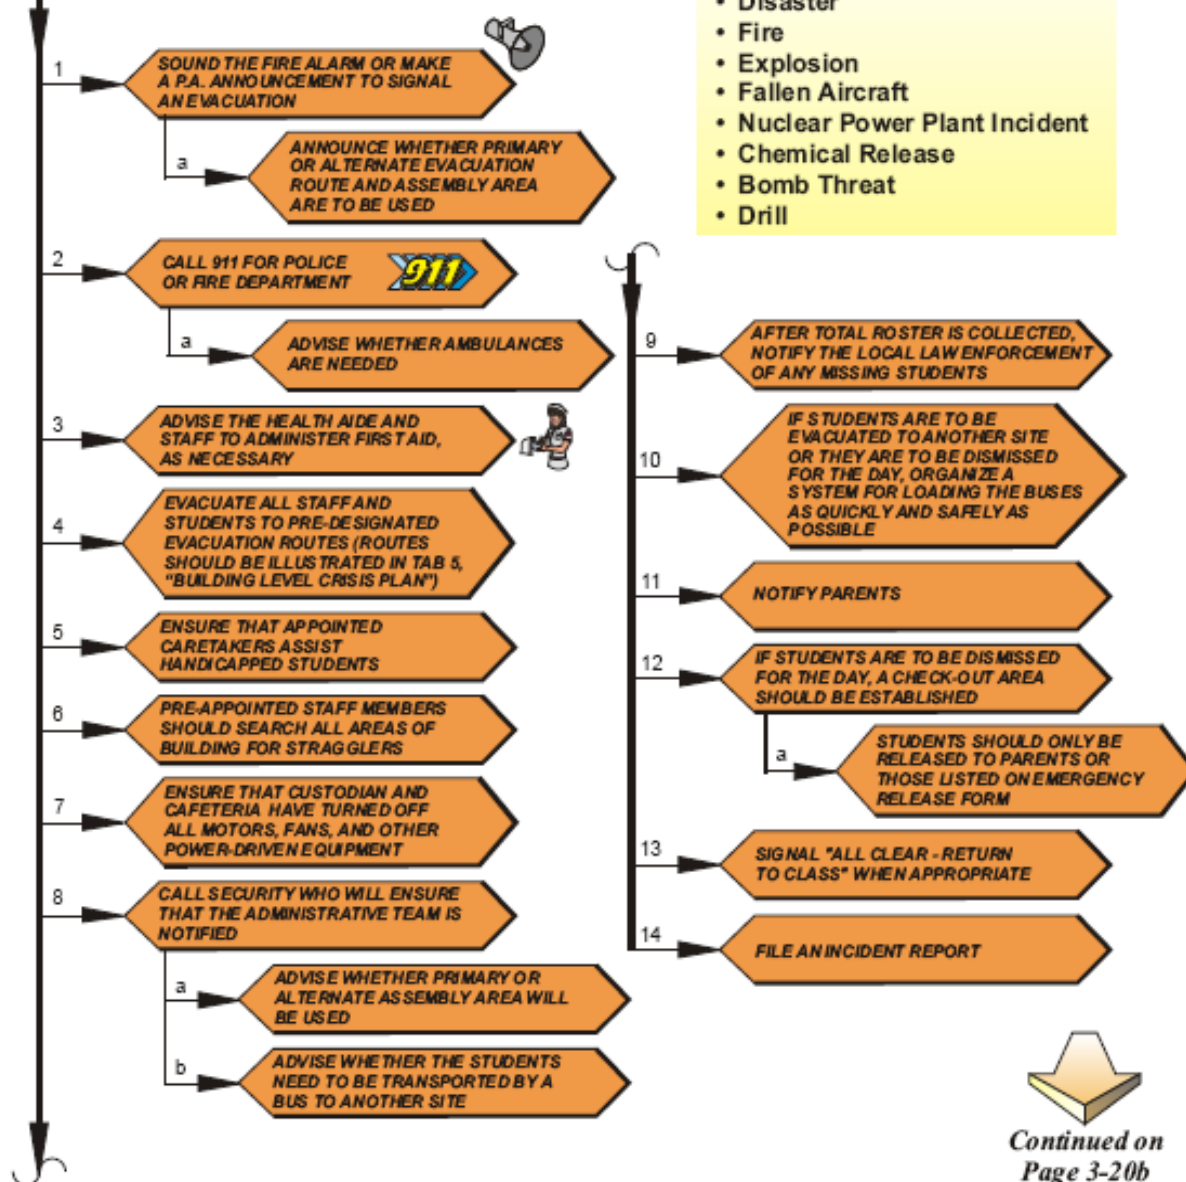 1
SOUND THE FIRE ALARM OR MAKE
A P.A. ANNOUNCEMENT TO SIGNAL
AN EVACUATION
a
ANNOUNCE WHETHER PRIMARY
OR ALTERNATE EVACUATION
ROUTE AND ASSEMBLY AREA
ARE TO BE USED
2
CALL 911 FOR POLICE
OR FIRE DEPARTMENT
911
a
ADVISE WHETHER AMBULANCES
ARE NEEDED
3
ADVISE THE HEALTH AIDE AND
STAFF TO ADMINISTER FIRST AID,
AS NECESSARY
4
EVACUATE ALL STAFF AND
STUDENTS TO PRE-DESIGNATED
EVACUATION ROUTES (ROUTES
SHOULD BE ILLUSTRATED IN TAB 5,
"BUILDING LEVEL CRISIS PLAN")
5
ENSURE THAT APPOINTED
CARETAKERS ASSIST
HANDICAPPED STUDENTS
6
PRE-APPOINTED STAFF MEMBERS
SHOULD SEARCH ALL AREAS OF
BUILDING FOR STRAGGLERS
7
ENSURE THAT CUSTODIAN AND
CAFETERIA HAVE TURNED OFF
ALL MOTORS, FANS, AND OTHER
POWER-DRIVEN EQUIPMENT
8
CALL SECURITY WHO WILL ENSURE
THAT THE ADMINISTRATIVE TEAM IS
NOTIFIED
a
ADVISE WHETHER PRIMARY OR
ALTERNATE ASSEMBLY AREA WILL
BE USED
b
ADVISE WHETHER THE STUDENTS
NEED TO BE TRANSPORTED BY A
BUS TO ANOTHER SITE
• Disaster
• Fire
• Explosion
• Fallen Aircraft
• Nuclear Power Plant Incident
• Chemical Release
• Bomb Threat
• Drill
9
AFTER TOTAL ROSTER IS COLLECTED,
NOTIFY THE LOCAL LAW ENFORCEMENT
OF ANY MISSING STUDENTS
10
IF STUDENTS ARE TO BE
EVACUATED TO ANOTHER SITE
OR THEY ARE TO BE DISMISSED
FOR THE DAY, ORGANIZE A
SYSTEM FOR LOADING THE BUSES
AS QUICKLY AND SAFELY AS
POSSIBLE
11
NOTIFY PARENTS
12
IF STUDENTS ARE TO BE DISMISSED
FOR THE DAY, A CHECK-OUT AREA
SHOULD BE ESTABLISHED
a
STUDENTS SHOULD ONLY BE
RELEASED TO PARENTS OR
THOSE LISTED ON EMERGENCY
RELEASE FORM
13
SIGNAL "ALL CLEAR - RETURN
TO CLASS" WHEN APPROPRIATE
14
FILE AN INCIDENT REPORT
Continued on
Page 3-20b